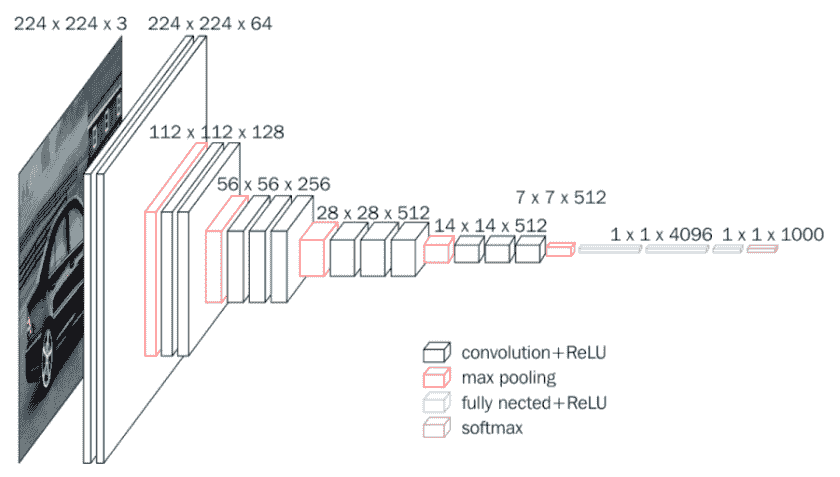 224 x 224 x 3
224 x 224 x 64
112 x 112 x 128
56 x 56 x 256
28 x 28 x 512
14 x 14 x 512
7 x 7 x 512
1 x 1 x 4096
1 x 1 x 1000
convolution+ReLU
max pooling
fully nected+ReLU
softmax